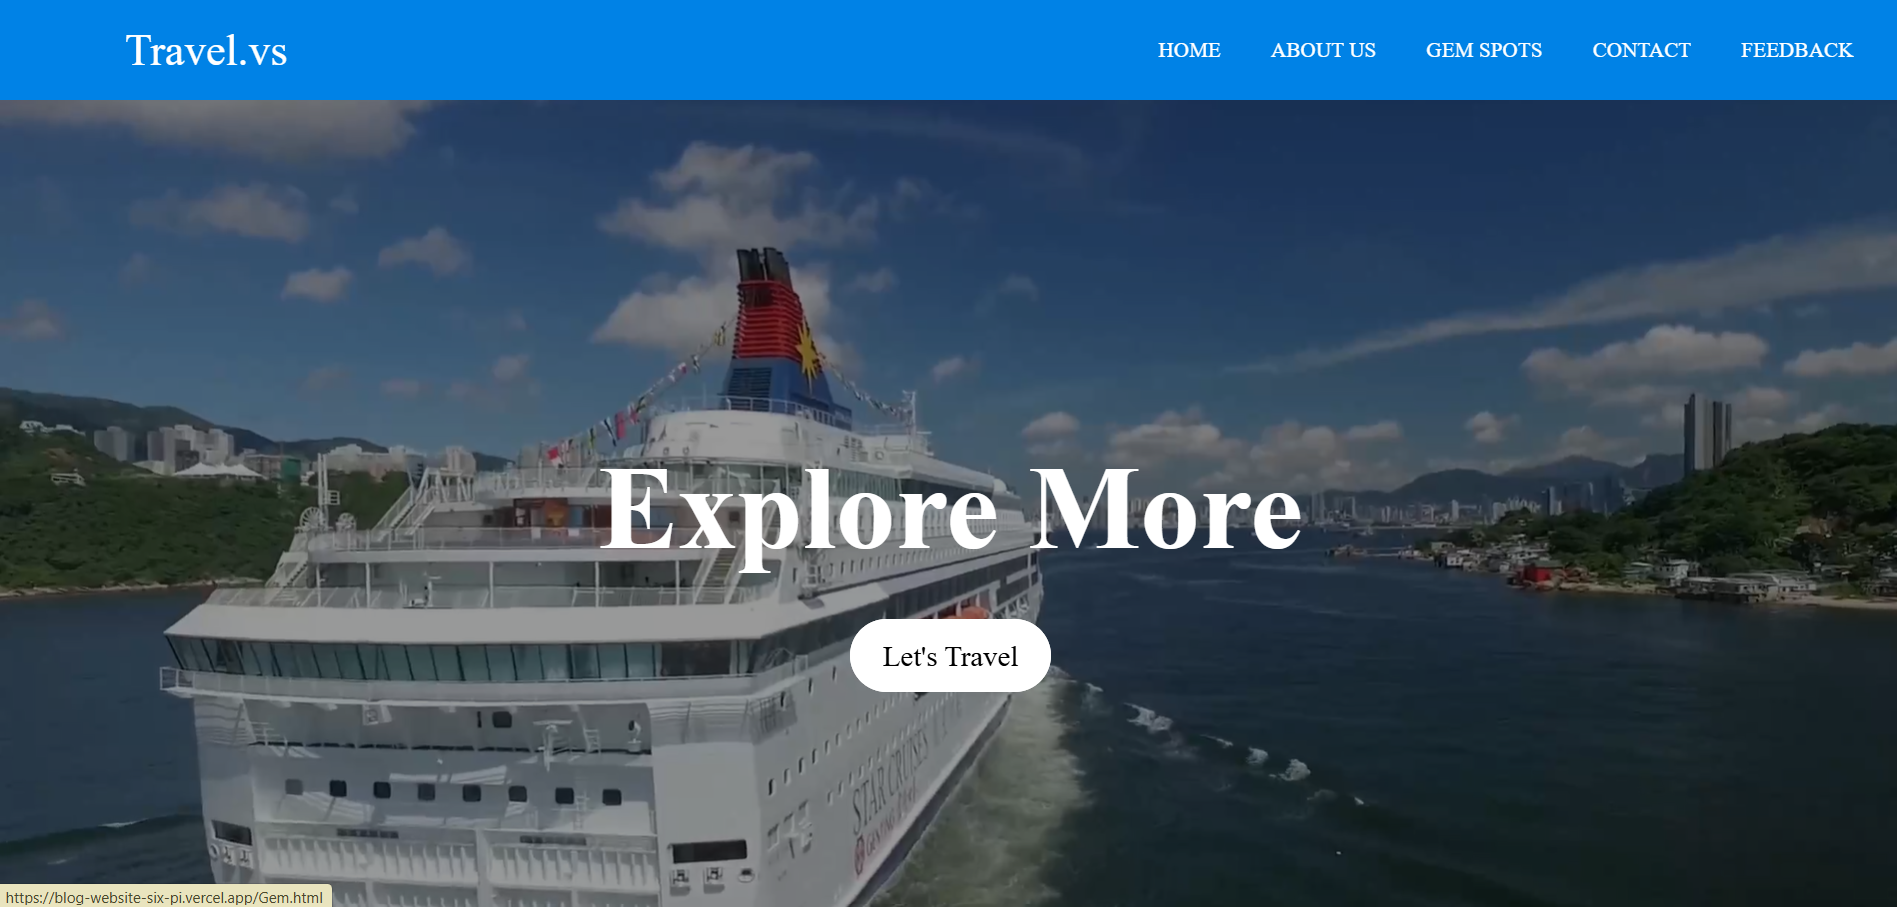 Travel.vs
HOME
ABOUT US
GEM SPOTS
CONTACT
FEEDBACK
Explore More
Let's Travel
STAR CRUISES
GENTING
https://blog-website-six-pi.vercel.app/Gem.html